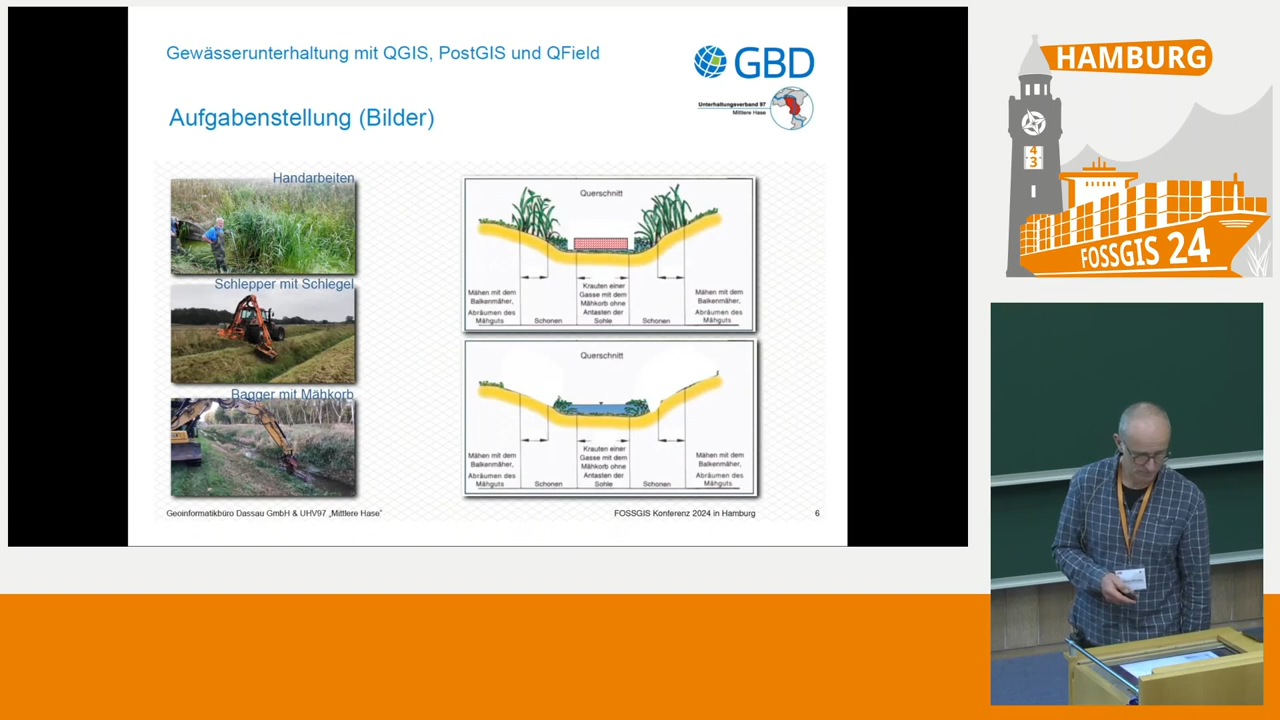 Gewässerunterhaltung mit QGIS, PostGIS und QField
GBD
Unterhaltungsverband 97
Mittlere Hase
Aufgabenstellung (Bilder)
Handarbeiten
Schlepper mit Schlegel
Bagger mit Mähkorb
Querschnitt
Mähen mit dem
Balkenmäher,
Abräumen des
Mähguts
Schonen
Krauten einer
Gasse mit dem
Mähkorb ohne
Antasten der
Sohle
Schonen
Mähen mit dem
Balkenmäher,
Abräumen des
Mähguts
Querschnitt
Mähen mit dem
Balkenmäher,
Abräumen des
Mähguts
Schonen
Krauten einer
Gasse mit dem
Mähkorb ohne
Antasten der
Sohle
Schonen
Mähen mit dem
Balkenmäher,
Abräumen des
Mähguts
Geoinformatikbüro Dassau GmbH & UHV97 „Mittlere Hase"
FOSSGIS Konferenz 2024 in Hamburg
6
HAMBURG
4
3
FOSSGIS 24